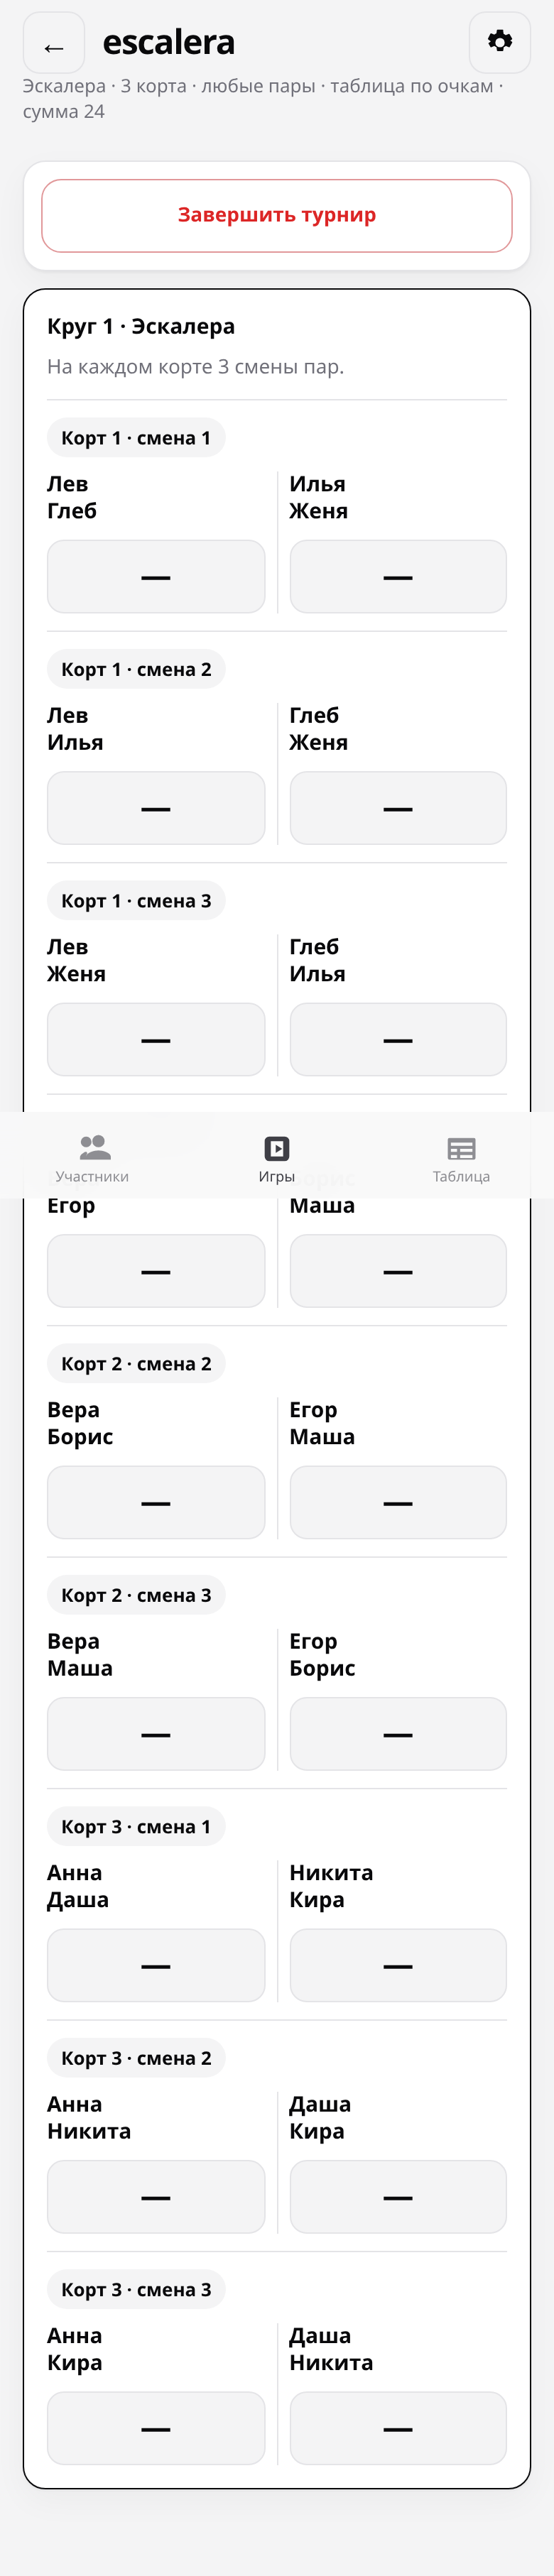 ←
escalera
Эскалера · 3 корта · любые пары · таблица по очкам ·
сумма 24
Завершить турнир
Круг 1 · Эскалера
На каждом корте 3 смены пар.
Корт 1 · смена 1
Лев
Глеб
Илья
Женя
—
—
Корт 1 · смена 2
Лев
Илья
Глеб
Женя
—
—
Корт 1 · смена 3
Лев
Женя
Глеб
Илья
—
—
Участники
Игры
Таблица
Егор
Маша
—
—
Корт 2 · смена 2
Вера
Борис
Егор
Маша
—
—
Корт 2 · смена 3
Вера
Маша
Егор
Борис
—
—
Корт 3 · смена 1
Анна
Даша
Никита
Кира
—
—
Корт 3 · смена 2
Анна
Никита
Даша
Кира
—
—
Корт 3 · смена 3
Анна
Кира
Даша
Никита
—
—